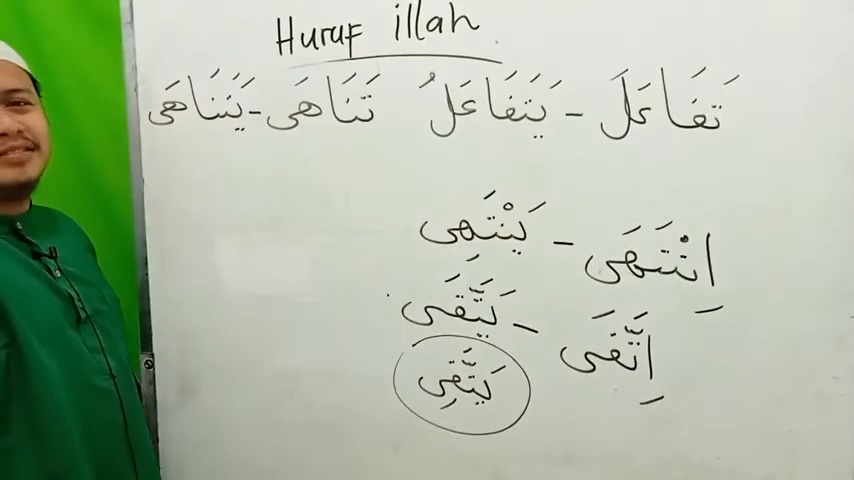 Huruf illah
تَفَاعَلَ - يَتَفَاعَلُ تَنَاهَى - يَتَنَاهَى
اِنْتَهَى - يَنْتَهِي
اِتَّقَى - يَتَّقَى
يَتَّقِي